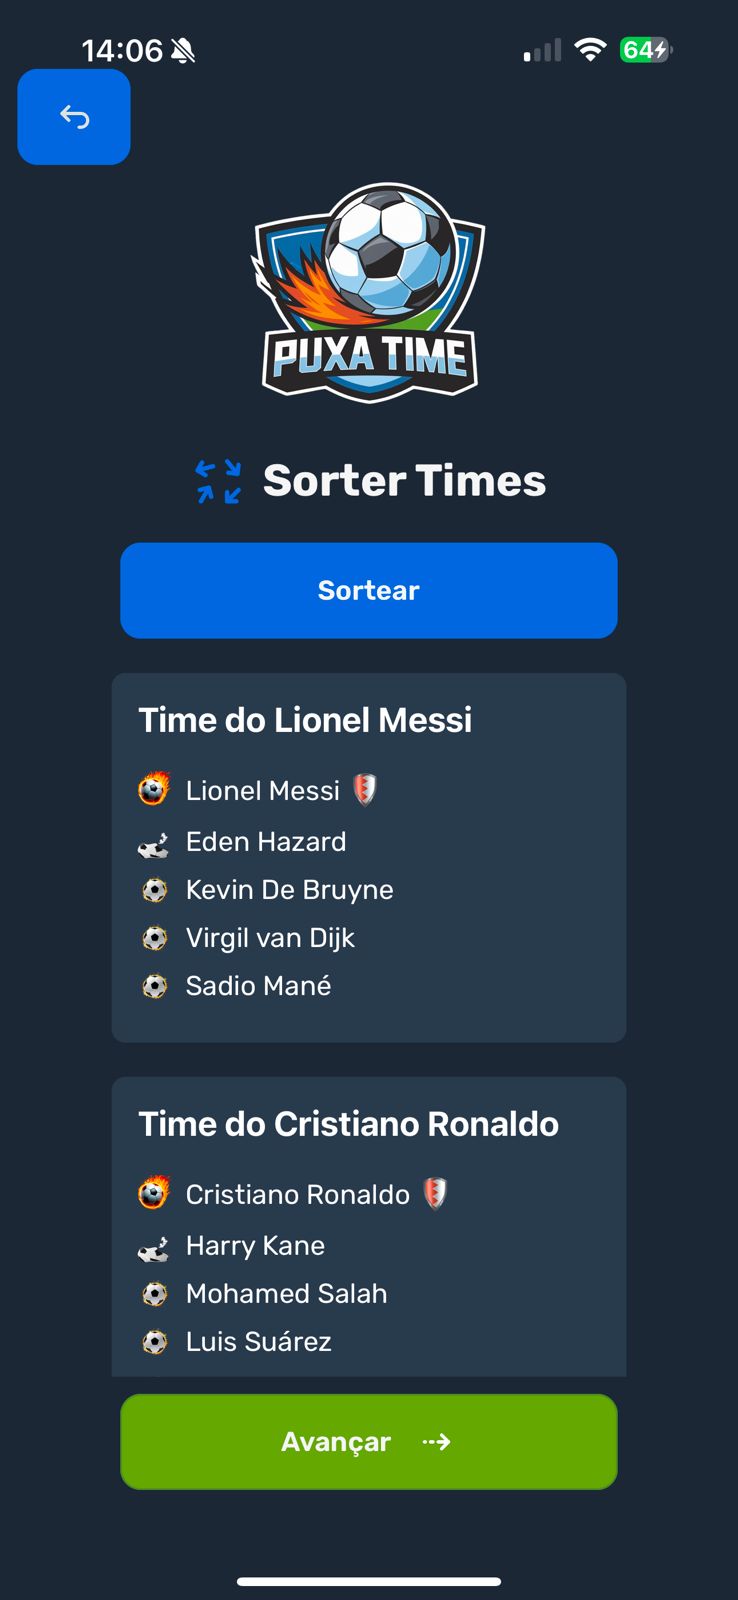 14:06
64
PUXA TIME
Sorter Times
Sortear
Time do Lionel Messi
Lionel Messi
Eden Hazard
Kevin De Bruyne
Virgil van Dijk
Sadio Mané
Time do Cristiano Ronaldo
Cristiano Ronaldo
Harry Kane
Mohamed Salah
Luis Suárez
Avançar